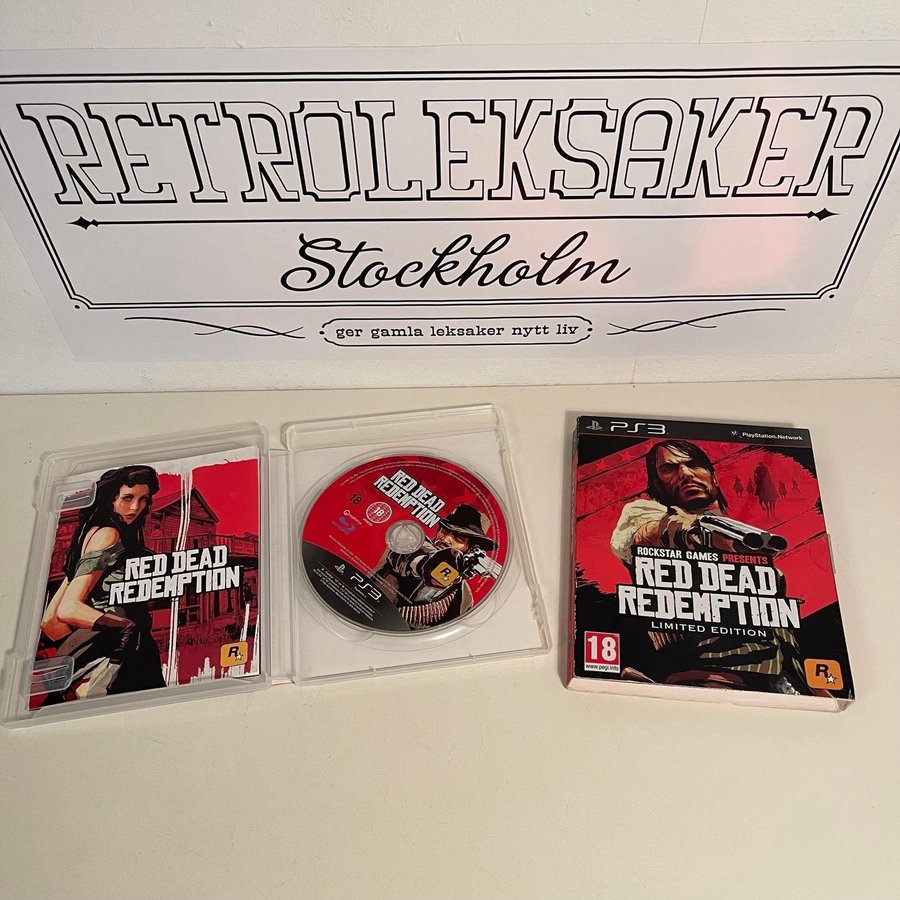 RETROLEKSAKER
Stockholm
ger gamla leksaker nytt liv
RED DEAD
REDEMPTION
R
RED DEAD
REDEMPTION
18
18
PS3
R
PS3
PlayStation Network
ROCKSTAR GAMES PRESENTS
RED DEAD
REDEMPTION
LIMITED EDITION
18
www.pegi.info
R